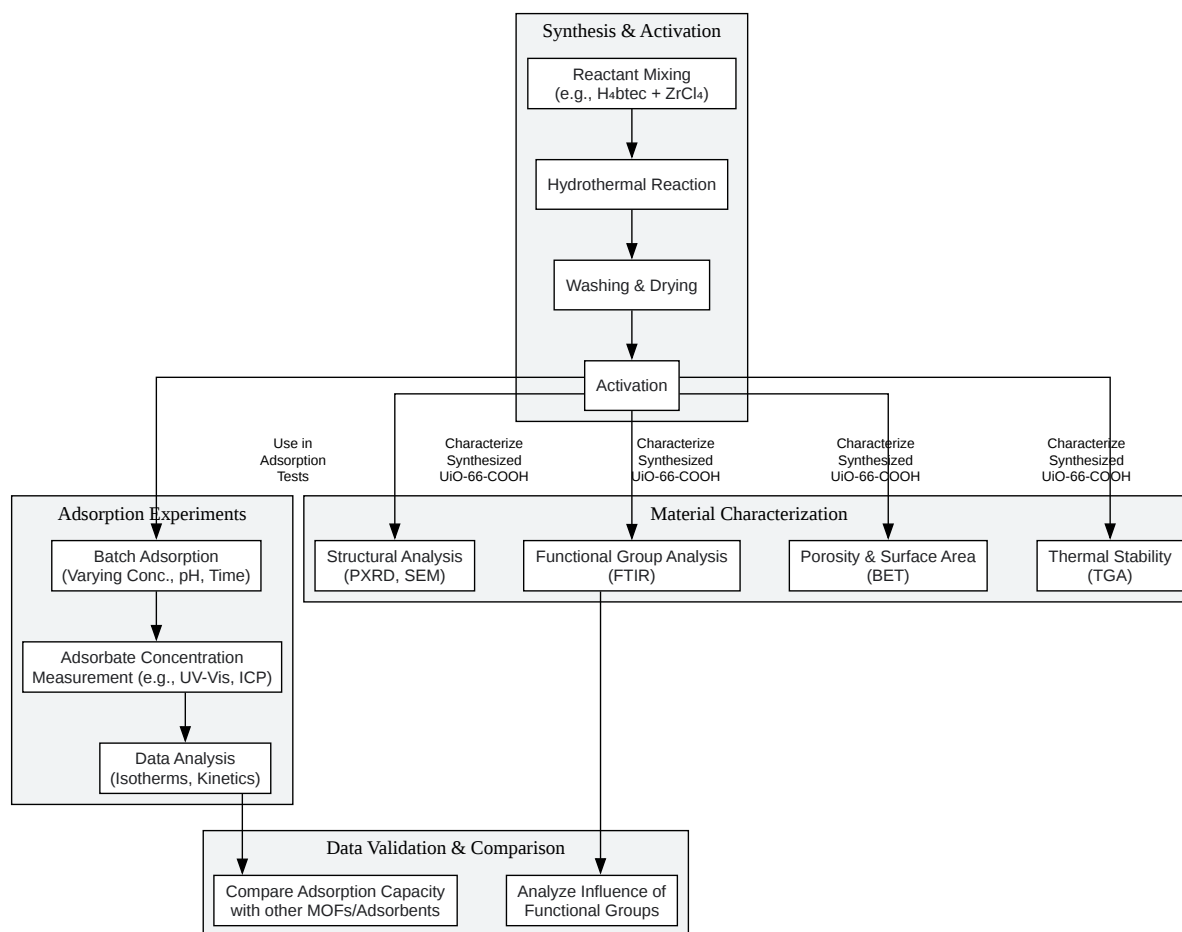 Synthesis & Activation
Reactant Mixing
(e.g., H₄btec + ZrCl₄)
Hydrothermal Reaction
Washing & Drying
Activation
Use in
Adsorption
Tests
Characterize
Synthesized
UiO-66-COOH
Characterize
Synthesized
UiO-66-COOH
Characterize
Synthesized
UiO-66-COOH
Characterize
Synthesized
UiO-66-COOH
Adsorption Experiments
Batch Adsorption
(Varying Conc., pH, Time)
Adsorbate Concentration
Measurement (e.g., UV-Vis, ICP)
Data Analysis
(Isotherms, Kinetics)
Material Characterization
Structural Analysis
(PXRD, SEM)
Functional Group Analysis
(FTIR)
Porosity & Surface Area
(BET)
Thermal Stability
(TGA)
Data Validation & Comparison
Compare Adsorption Capacity
with other MOFs/Adsorbents
Analyze Influence of
Functional Groups